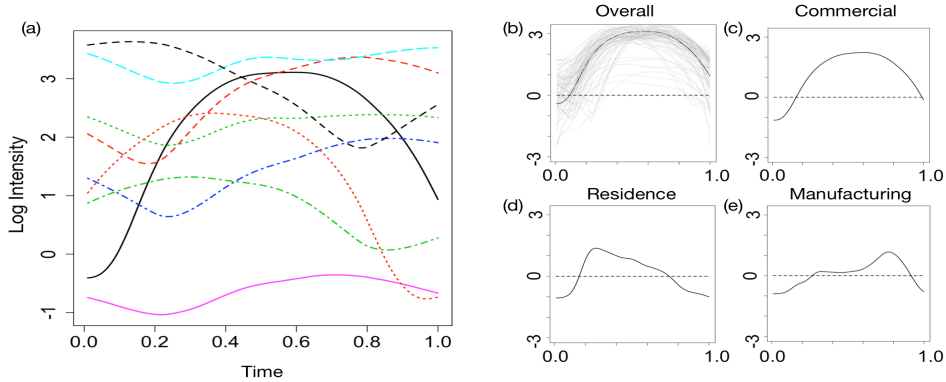 (a)
Log Intensity
3
2
1
0
-1
0.0 0.2 0.4 0.6 0.8 1.0
Time
(b) Overall
3
0
-3
0.0 1.0
(c) Commercial
3
0
-3
0.0 1.0
(d) Residence
3
0
-3
0.0 1.0
(e) Manufacturing
3
0
-3
0.0 1.0